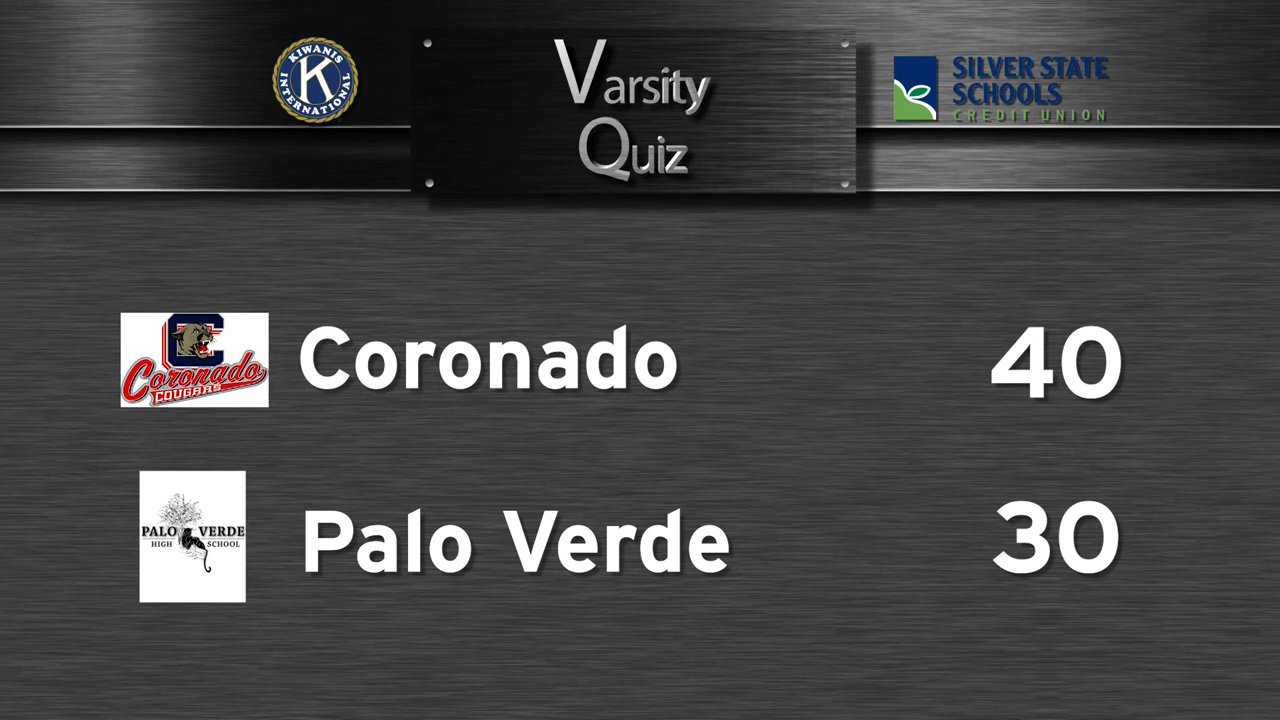 KIWANIS
K
INTERNATIONAL
Varsity
Quiz
SILVER STATE
SCHOOLS
CREDIT UNION
C
Coronado
COUGARS
Coronado
40
PALO VERDE
HIGH SCHOOL
Palo Verde
30